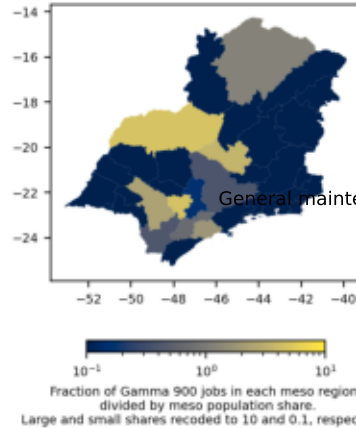 −14
−16
−18
−20
−22
General mainte
−24
−52 −50 −48 −46 −44 −42 −40
10⁻¹ 10⁰ 10¹
Fraction of Gamma 900 jobs in each meso region
divided by meso population share.
Large and small shares recoded to 10 and 0.1, respec